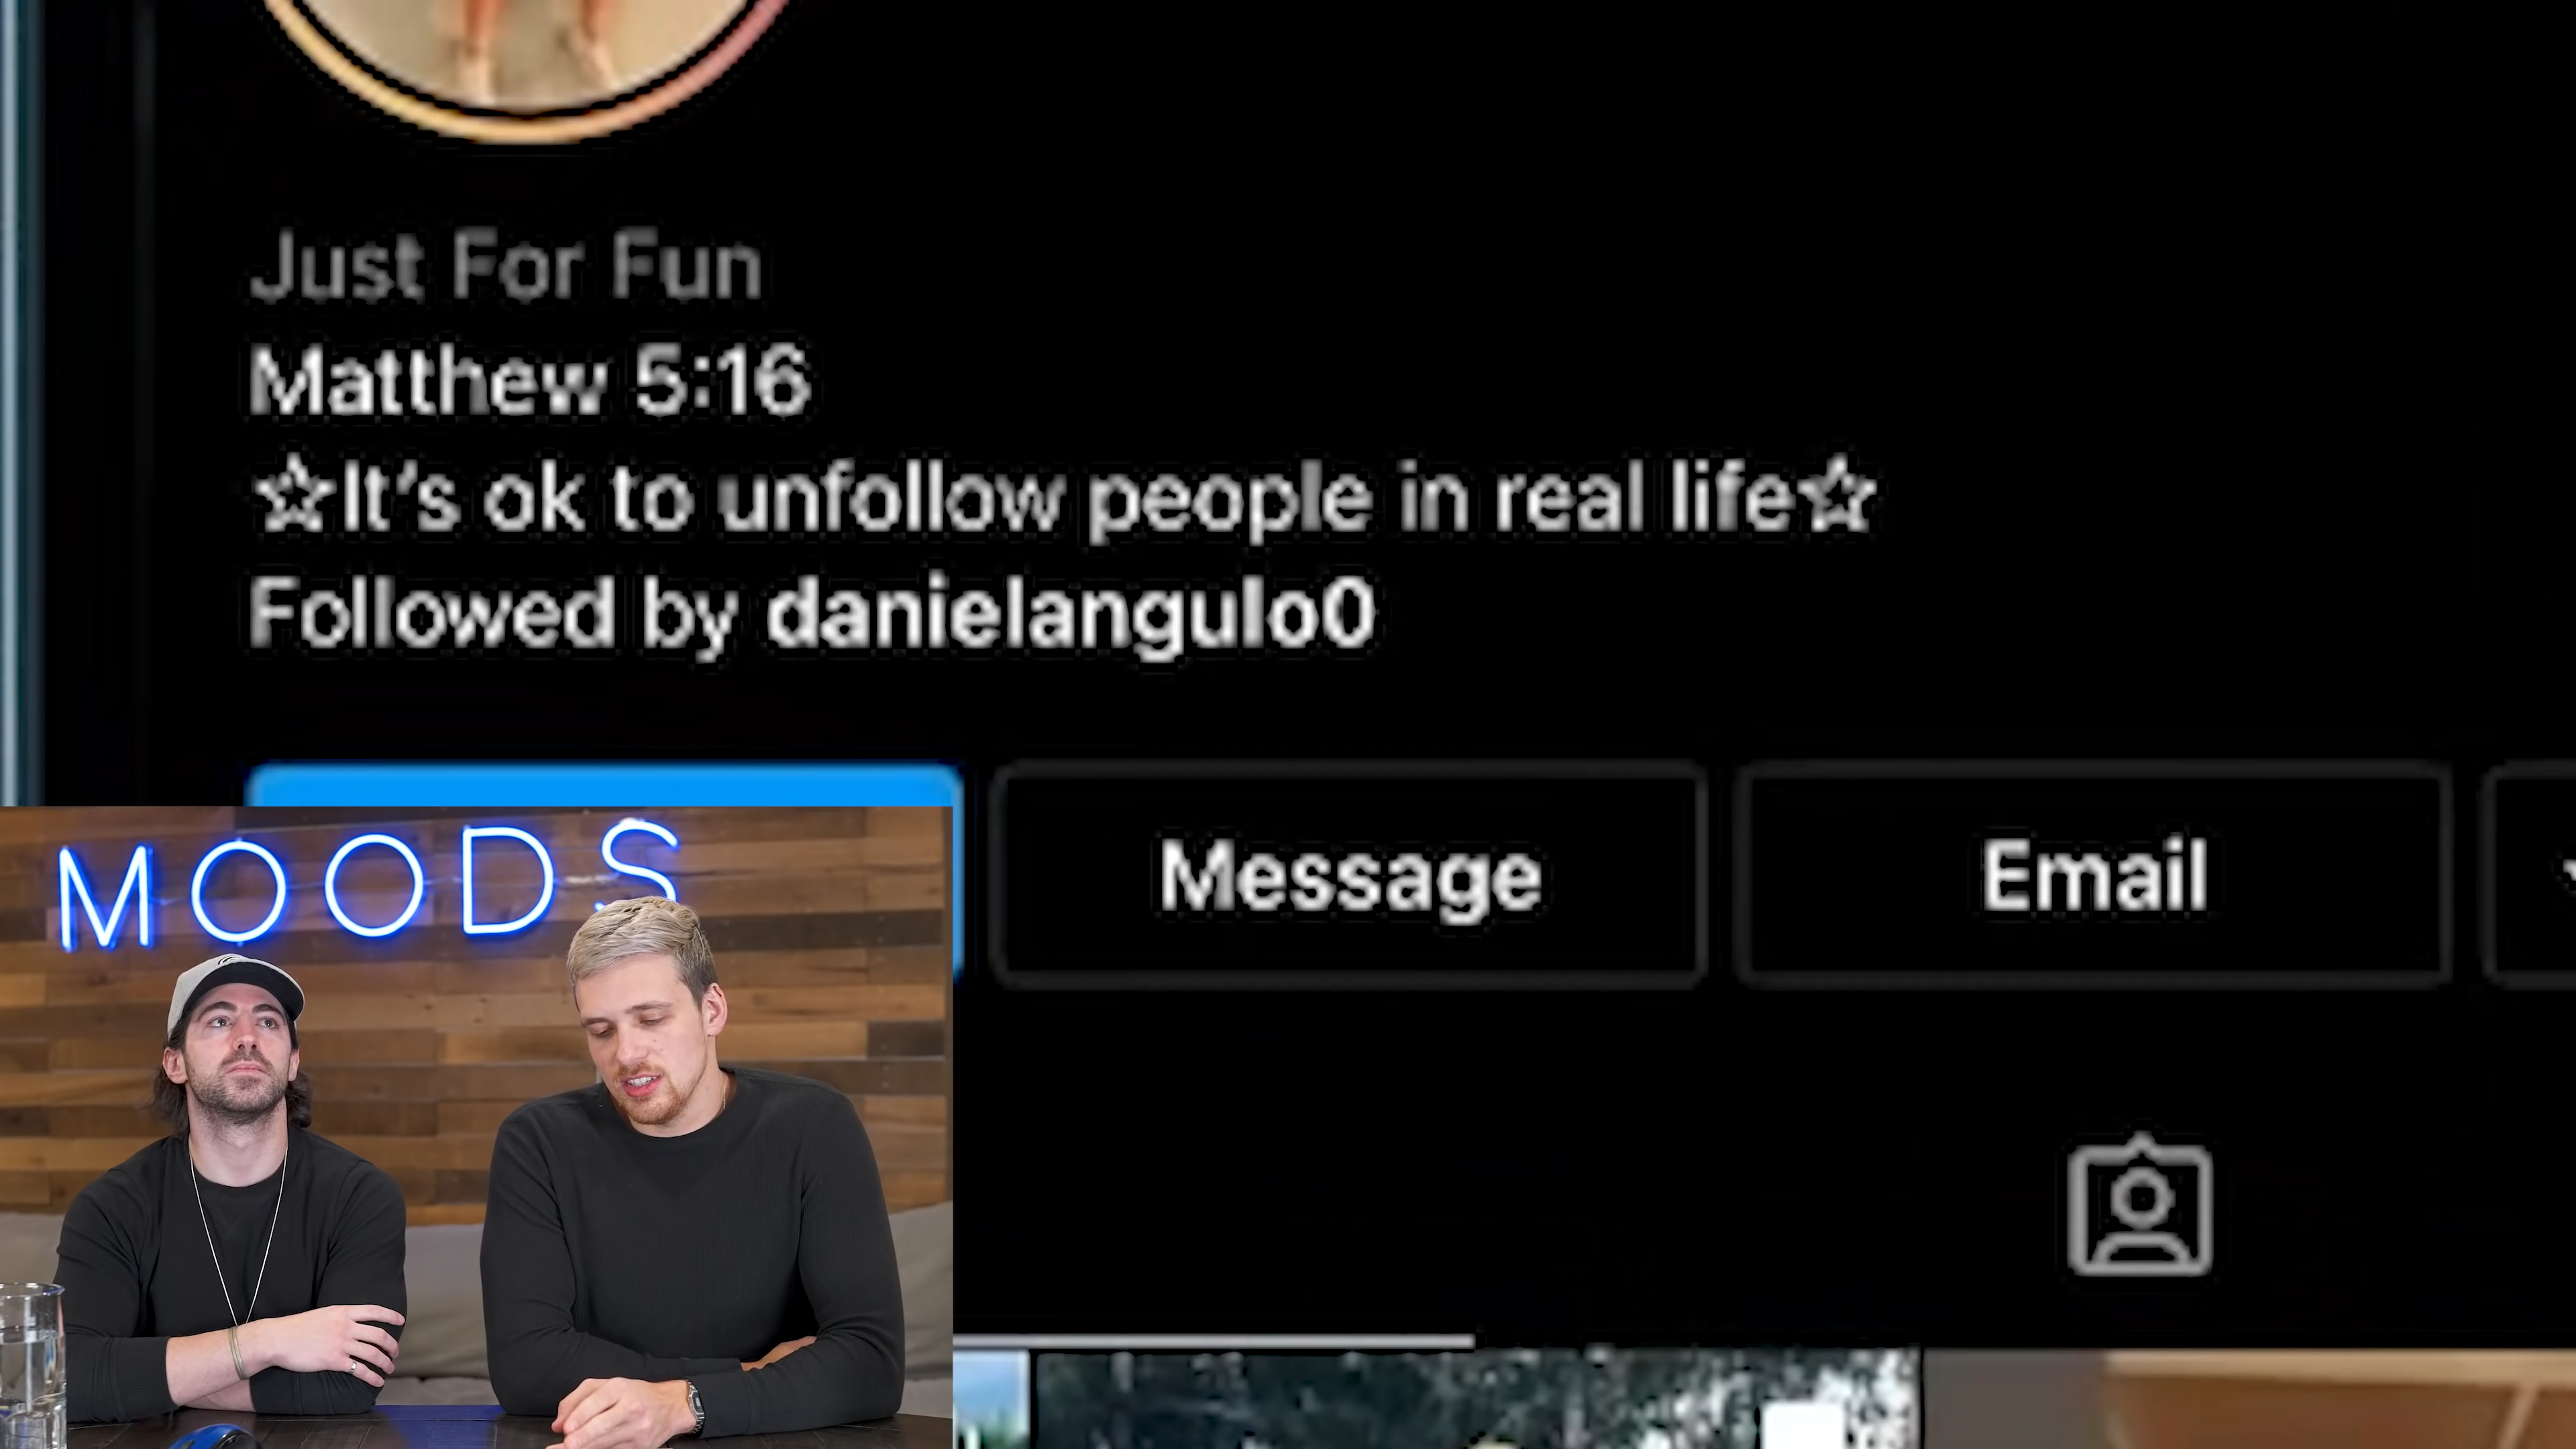 Just For Fun
Matthew 5:16
☆It's ok to unfollow people in real life☆
Followed by danielangulo0
Message
Email
MOODS